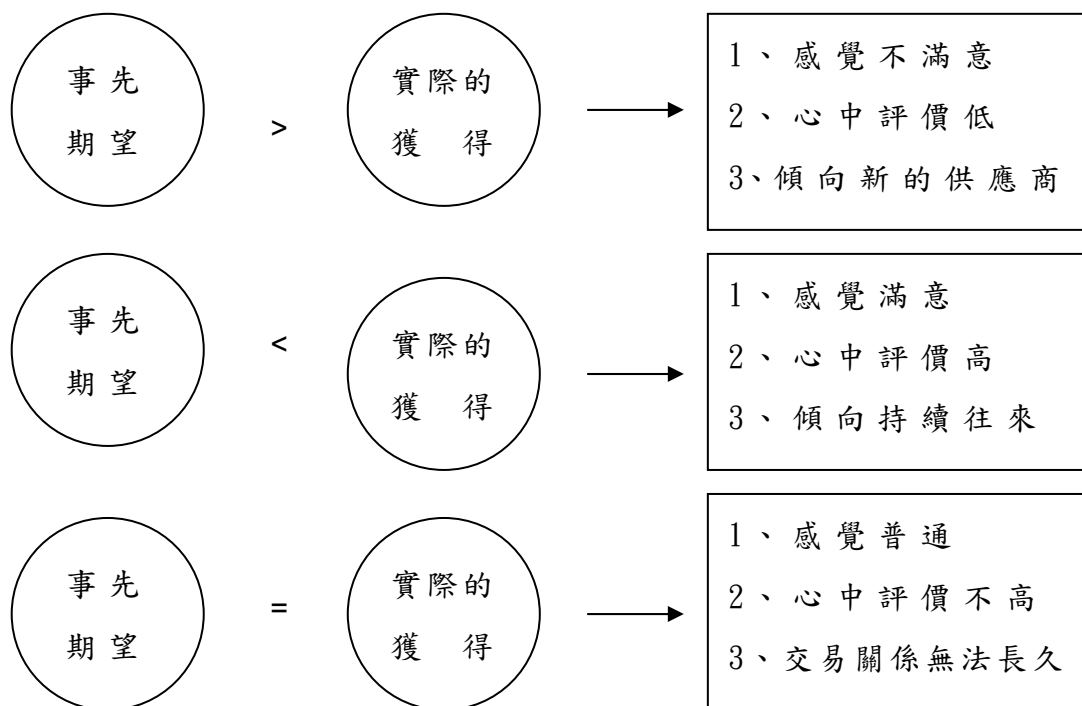 事先
期望
>
實際的
獲得
1、感覺不滿意
2、心中評價低
3、傾向新的供應商
事先
期望
<
實際的
獲得
1、感覺滿意
2、心中評價高
3、傾向持續往來
事先
期望
=
實際的
獲得
1、感覺普通
2、心中評價不高
3、交易關係無法長久